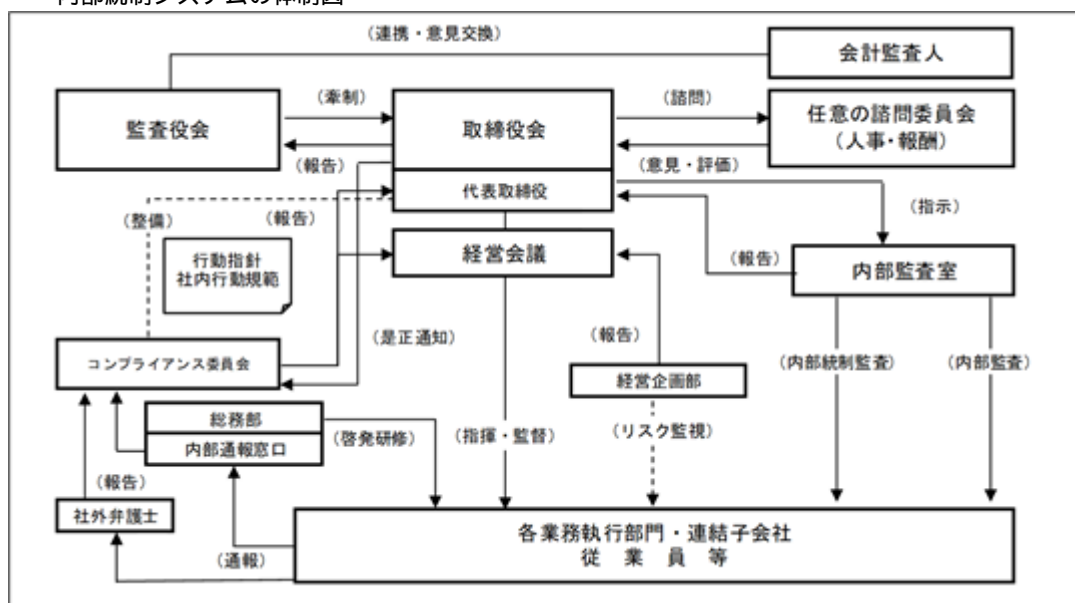 内部統制システムの体制図
（連携・意見交換）
会計監査人
監査役会
（牽制）
取締役会
（諮問）
任意の諮問委員会
（人事・報酬）
（報告）
（意見・評価）
代表取締役
（整備）
（報告）
（指示）
経営会議
行動指針
社内行動規範
（報告）
内部監査室
（是正通知）
（報告）
コンプライアンス委員会
（内部統制監査）
（内部監査）
経営企画部
総務部
（啓発研修）
（指揮・監督）
（リスク監視）
内部通報窓口
（報告）
社外弁護士
各業務執行部門・連結子会社
従業員等
（通報）